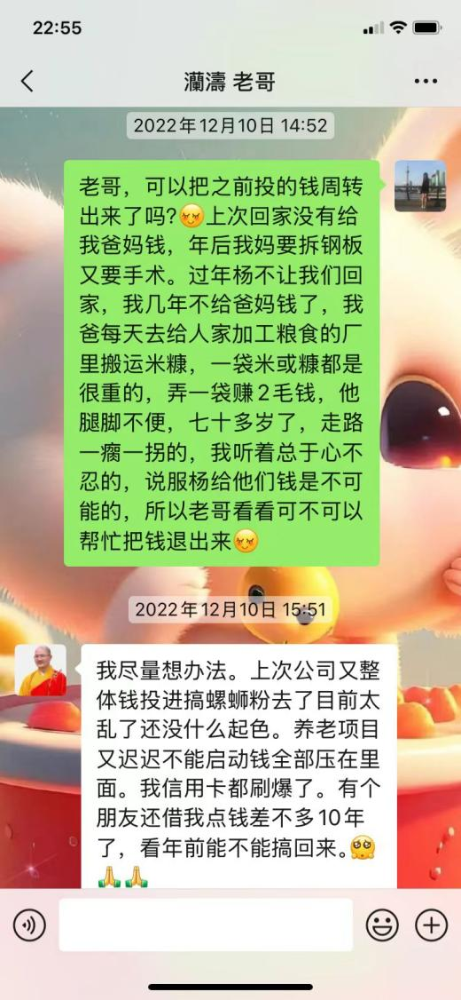 22:55
灡濤 老哥
2022年12月10日 14:52
老哥，可以把之前投的钱周转
出来了吗?上次回家没有给
我爸妈钱，年后我妈要拆钢板
又要手术。过年杨不让我们回
家，我几年不给爸妈钱了，我
爸每天去给人家加工粮食的厂
里搬运米糠，一袋米或糠都是
很重的，弄一袋赚2毛钱，他
腿脚不便，七十多岁了，走路
一瘸一拐的，我听着总于心不
忍的，说服杨给他们钱是不可
能的，所以老哥看看可不可以
帮忙把钱退出来
2022年12月10日 15:51
我尽量想办法。上次公司又整
体钱投进搞螺蛳粉去了目前太
乱了还没什么起色。养老项目
又迟迟不能启动钱全部压在里
面。我信用卡都刷爆了。有个
朋友还借我点钱差不多10年
了，看年前能不能搞回来。